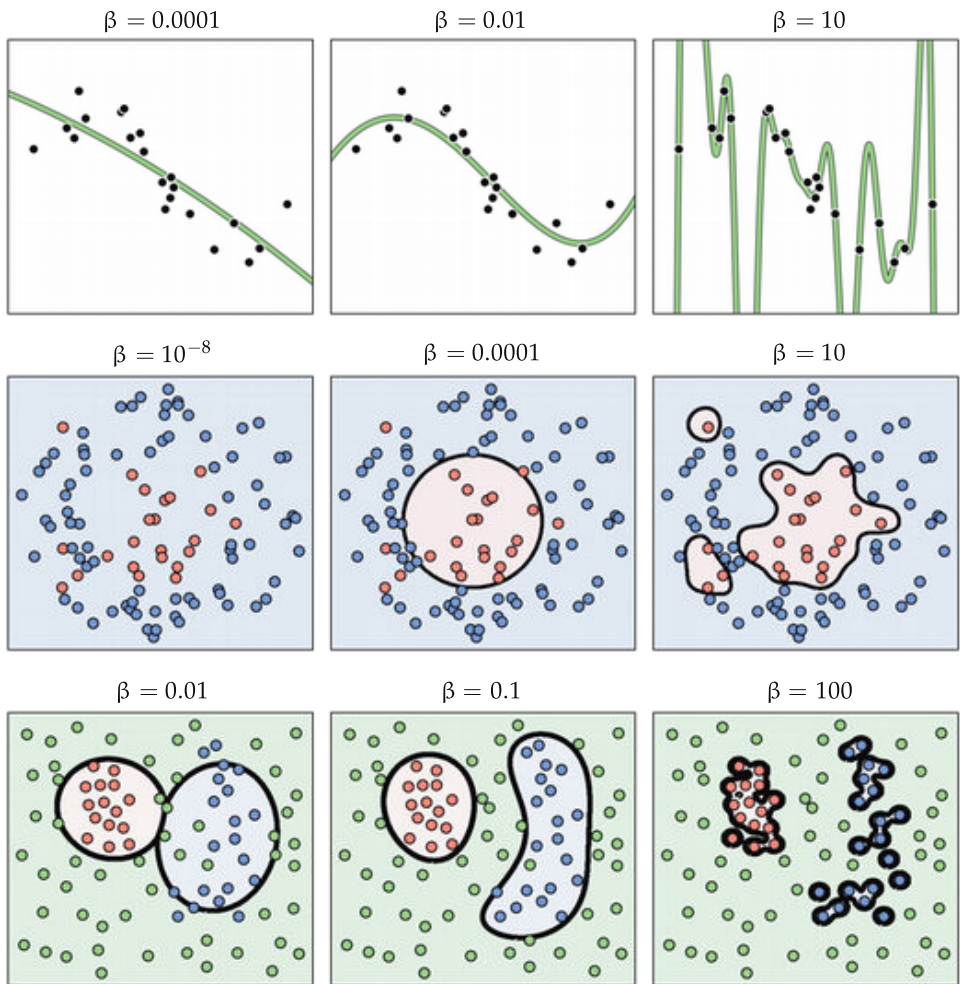 β = 0.0001
β = 0.01
β = 10
β = 10⁻⁸
β = 0.0001
β = 10
β = 0.01
β = 0.1
β = 100